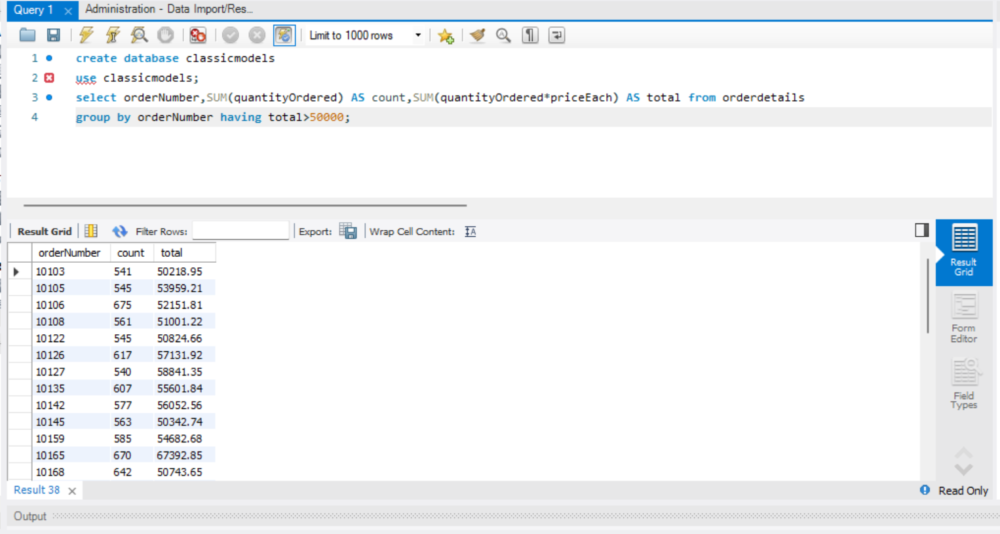 Query 1
Administration - Data Import/Res...
Limit to 1000 rows
1 create database classicmodels
2 use classicmodels;
3 select orderNumber,SUM(quantityOrdered) AS count,SUM(quantityOrdered*priceEach) AS total from orderdetails
4 group by orderNumber having total>50000;
Result Grid Filter Rows: Export: Wrap Cell Content:
orderNumber count total
10103 541 50218.95
10105 545 53959.21
10106 675 52151.81
10108 561 51001.22
10122 545 50824.66
10126 617 57131.92
10127 540 58841.35
10135 607 55601.84
10142 577 56052.56
10145 563 50342.74
10159 585 54682.68
10165 670 67392.85
10168 642 50743.65
Result
Grid
Form
Editor
Field
Types
Result 38
Read Only
Output